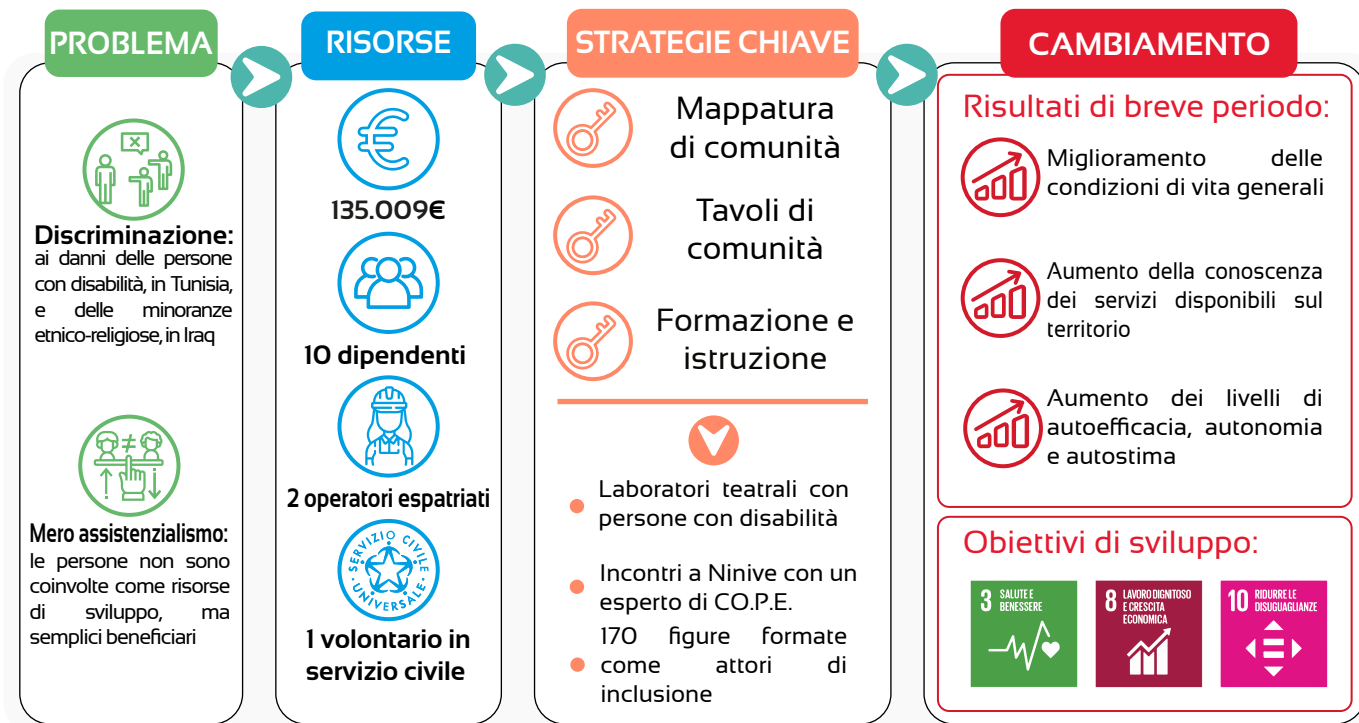 PROBLEMA
Discriminazione:
ai danni delle persone
con disabilità, in Tunisia,
e delle minoranze
etnico-religiose, in Iraq
Mero assistenzialismo:
le persone non sono
coinvolte come risorse
di sviluppo, ma
semplici beneficiari
RISORSE
135.009€
10 dipendenti
2 operatori espatriati
SERVIZIO CIVILE
UNIVERSALE
1 volontario in
servizio civile
STRATEGIE CHIAVE
Mappatura
di comunità
Tavoli di
comunità
Formazione e
istruzione
Laboratori teatrali con
persone con disabilità
Incontri a Ninive con un
esperto di CO.P.E.
170 figure formate
come attori di
inclusione
CAMBIAMENTO
Risultati di breve periodo:
Miglioramento delle
condizioni di vita generali
Aumento della conoscenza
dei servizi disponibili sul
territorio
Aumento dei livelli di
autoefficacia, autonomia
e autostima
Obiettivi di sviluppo:
3 SALUTE E
BENESSERE
8 LAVORO DIGNITOSO
E CRESCITA
ECONOMICA
10 RIDURRE LE
DISUGUAGLIANZE